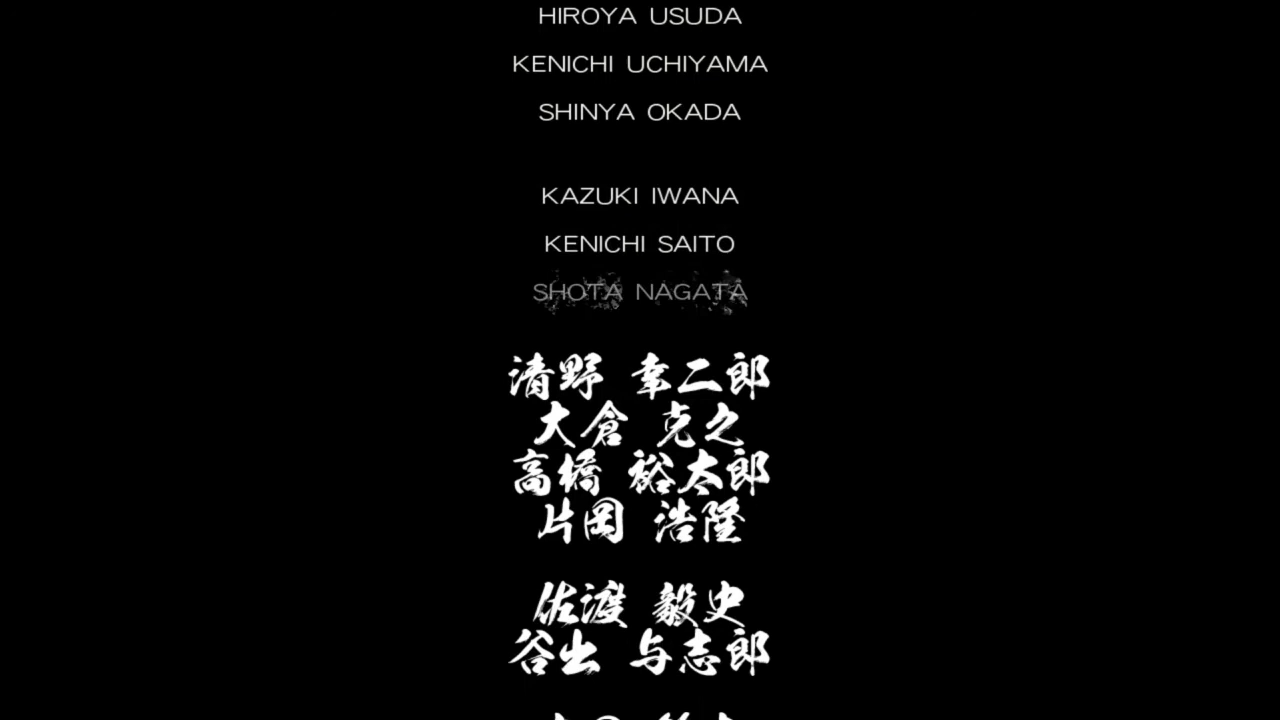 HIROYA USUDA
KENICHI UCHIYAMA
SHINYA OKADA
KAZUKI IWANA
KENICHI SAITO
SHOTA NAGATA
清野 幸二郎
大倉 克之
高橋 裕太郎
片岡 浩隆
佐渡 毅史
谷出 与志郎